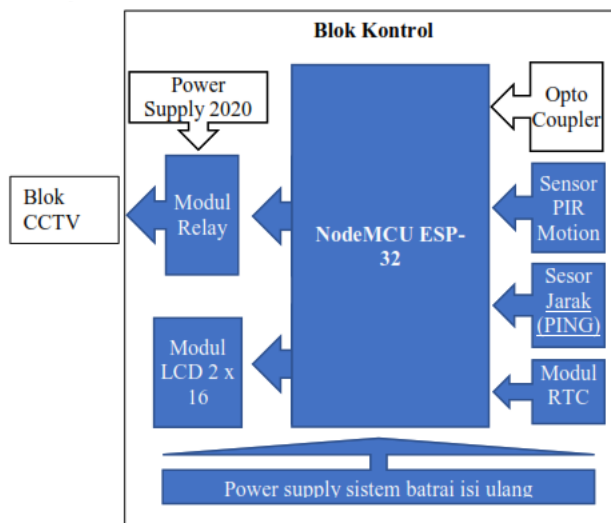 Blok Kontrol
Power
Supply 2020
Opto
Coupler
Blok
CCTV
Modul
Relay
NodeMCU ESP-
32
Sensor
PIR
Motion
Sesor
Jarak
(PING)
Modul
LCD 2 x
16
Modul
RTC
Power supply sistem batrai isi ulang